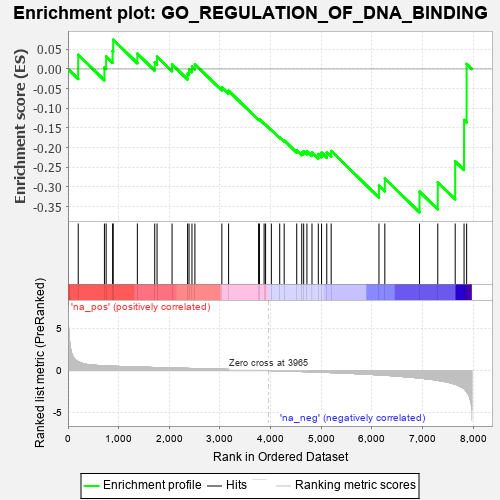 Enrichment plot: GO_REGULATION_OF_DNA_BINDING
Enrichment score (ES)
0.05
0.00
-0.05
-0.10
-0.15
-0.20
-0.25
-0.30
-0.35
'na_pos' (positively correlated)
Ranked list metric (PreRanked)
5
0
-5
Zero cross at 3965
'na_neg' (negatively correlated)
0
1,000
2,000
3,000
4,000
5,000
6,000
7,000
8,000
Rank in Ordered Dataset
Enrichment profile
Hits
Ranking metric scores